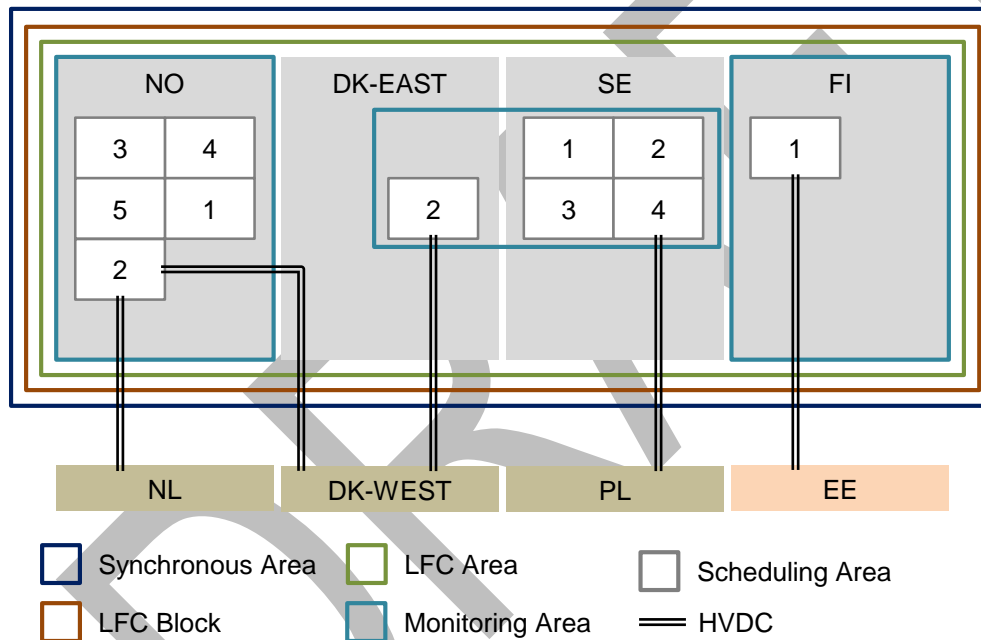 NO DK-EAST SE FI
3 4 1 2 1
5 1 2 3 4
2
NL DK-WEST PL EE
Synchronous Area LFC Area Scheduling Area
LFC Block Monitoring Area HVDC